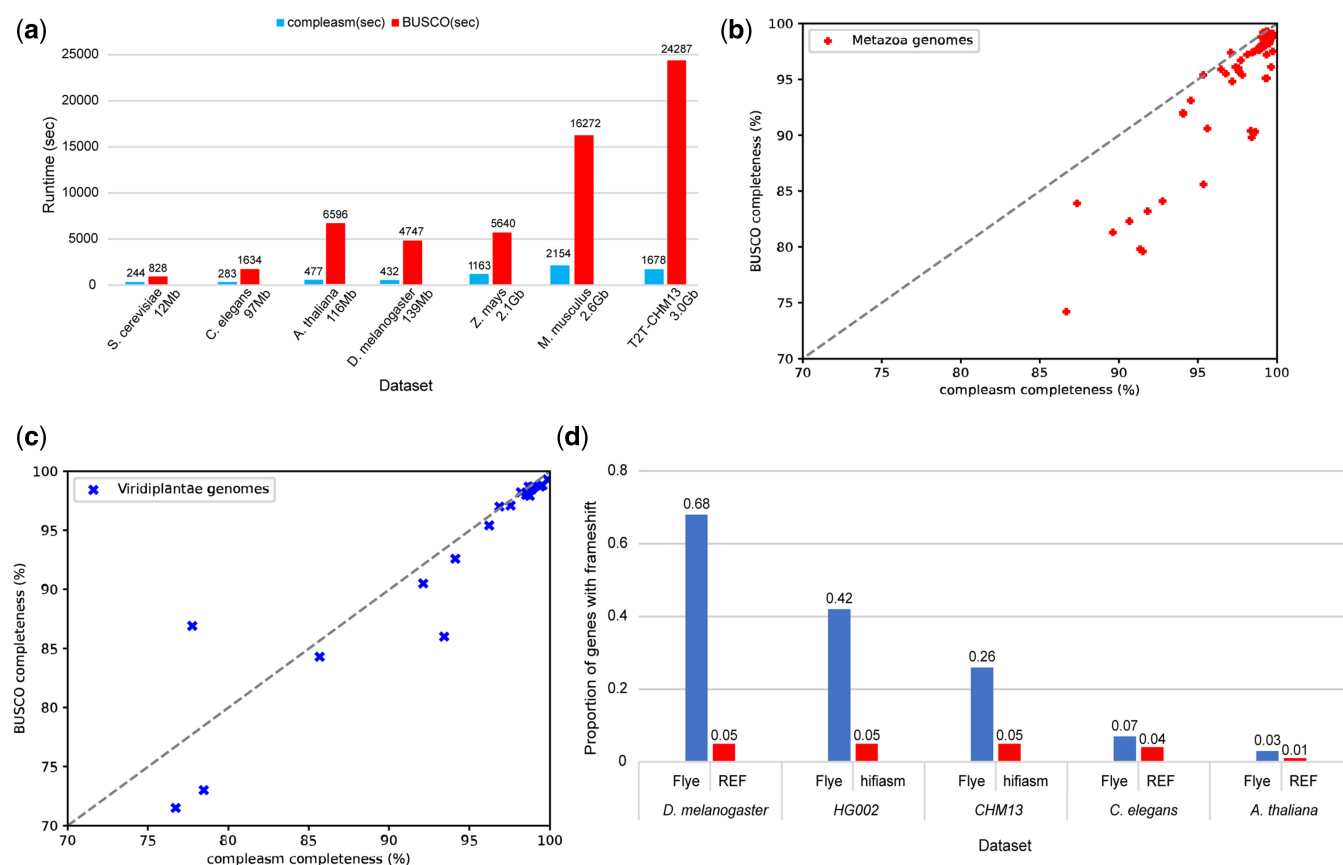 (a)
compleasm(sec) BUSCO(sec)
25000
20000
15000
10000
5000
0
Runtime (sec)
244 828 283 1634 477 6596 432 4747 1163 5640 2154 16272 1678 24287
S. cerevisiae 12Mb
C. elegans 97Mb
A. thaliana 116Mb
D. melanogaster 139Mb
Z. mays 2.1Gb
M. musculus 2.6Gb
T2T-CHM13 3.0Gb
Dataset
(b)
Metazoa genomes
100
95
90
85
80
75
70
BUSCO completeness (%)
70 75 80 85 90 95 100
compleasm completeness (%)
(c)
Viridiplantae genomes
100
95
90
85
80
75
70
BUSCO completeness (%)
70 75 80 85 90 95 100
compleasm completeness (%)
(d)
0.8
0.6
0.4
0.2
0
Proportion of genes with frameshift
0.68 0.05 0.42 0.05 0.26 0.05 0.07 0.04 0.03 0.01
Flye REF Flye hifiasm Flye hifiasm Flye REF Flye REF
D. melanogaster HG002 CHM13 C. elegans A. thaliana
Dataset